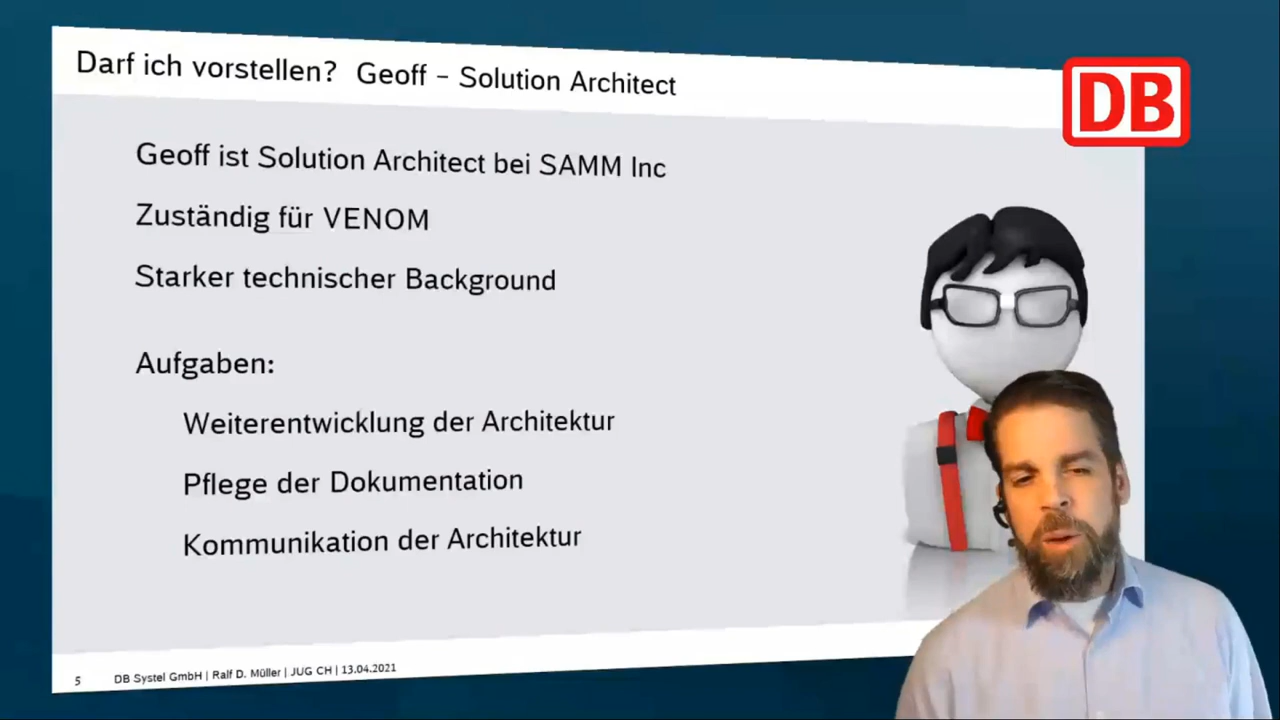 Darf ich vorstellen? Geoff – Solution Architect
DB
Geoff ist Solution Architect bei SAMM Inc
Zuständig für VENOM
Starker technischer Background
Aufgaben:
Weiterentwicklung der Architektur
Pflege der Dokumentation
Kommunikation der Architektur
5 DB Systel GmbH | Ralf D. Müller | JUG CH | 13.04.2021